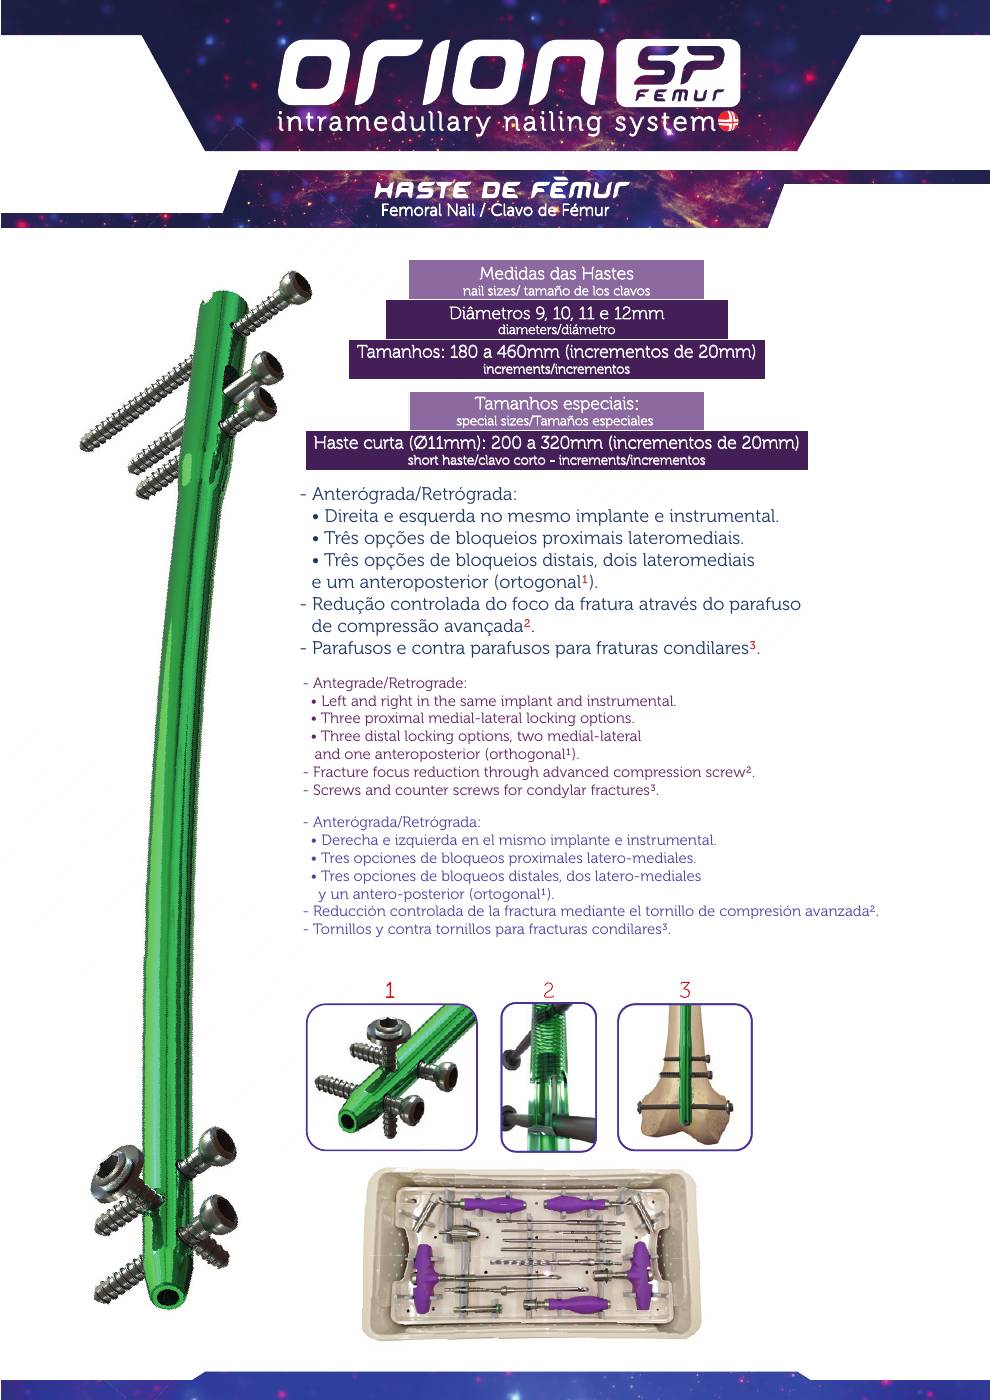 orion SP
FEMUR
intramedullary nailing system
HASTE DE FÊMUR
Femoral Nail / Clavo de Fémur
Medidas das Hastes
nail sizes/ tamaño de los clavos
Diâmetros 9, 10, 11 e 12mm
diameters/diámetro
Tamanhos: 180 a 460mm (incrementos de 20mm)
increments/incrementos
Tamanhos especiais:
special sizes/Tamaños especiales
Haste curta (Ø11mm): 200 a 320mm (incrementos de 20mm)
short haste/clavo corto - increments/incrementos
- Anterógrada/Retrógrada:
• Direita e esquerda no mesmo implante e instrumental.
• Três opções de bloqueios proximais lateromediais.
• Três opções de bloqueios distais, dois lateromediais
e um anteroposterior (ortogonal¹).
- Redução controlada do foco da fratura através do parafuso
de compressão avançada².
- Parafusos e contra parafusos para fraturas condilares³.
- Antegrade/Retrograde:
• Left and right in the same implant and instrumental.
• Three proximal medial-lateral locking options.
• Three distal locking options, two medial-lateral
and one anteroposterior (orthogonal¹).
- Fracture focus reduction through advanced compression screw².
- Screws and counter screws for condylar fractures³.
- Anterógrada/Retrógrada:
• Derecha e izquierda en el mismo implante e instrumental.
• Tres opciones de bloqueos proximales latero-mediales.
• Tres opciones de bloqueos distales, dos latero-mediales
y un antero-posterior (ortogonal¹).
- Reducción controlada de la fractura mediante el tornillo de compresión avanzada².
- Tornillos y contra tornillos para fracturas condilares³.
1 2 3